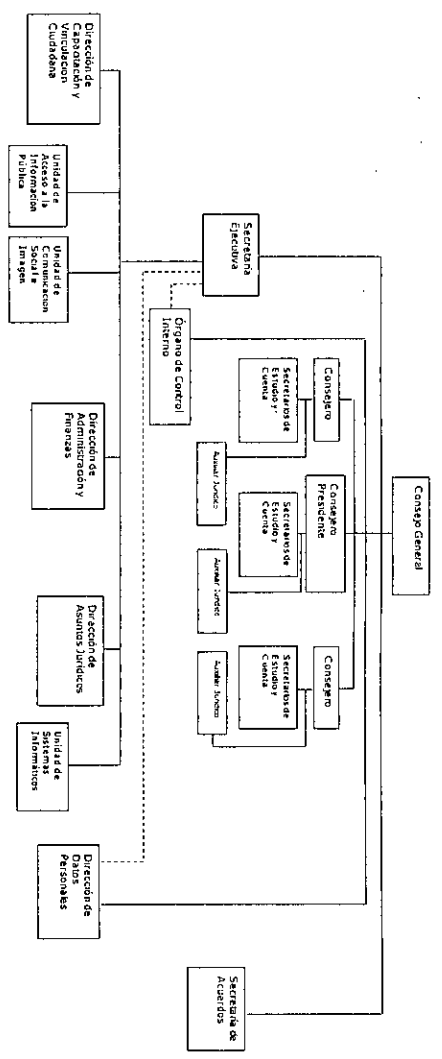 Consejo General
Consejero
Consejero
Presidente
Consejero
Secretarios de
Estudio y
Cuenta
Secretarios de
Estudio y
Cuenta
Secretarios de
Estudio y
Cuenta
Auxiliar Jurídico
Auxiliar Jurídico
Auxiliar Jurídico
Secretaría
Ejecutiva
Secretaría de
Acuerdos
Órgano de Control
Interno
Dirección de
Capacitación y
Vinculacion
Ciudadana
Unidad de
Acceso a la
Informacion
Pública
Unidad de
Comunicacion
Social e
Imagen
Dirección de
Administración y
Finanzas
Dirección de
Asuntos Jurídicos
Unidad de
Sistemas
Informáticos
Dirección de
Datos
Personales